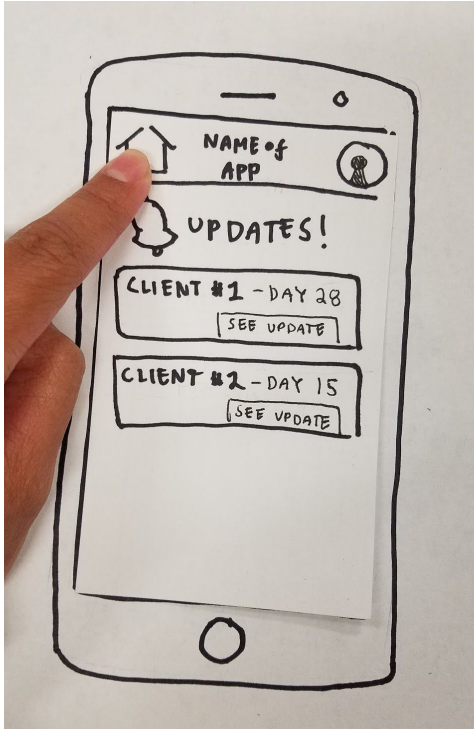 NAME of
APP
UPDATES!
CLIENT #1 - DAY 28
SEE UPDATE
CLIENT #2 - DAY 15
SEE UPDATE